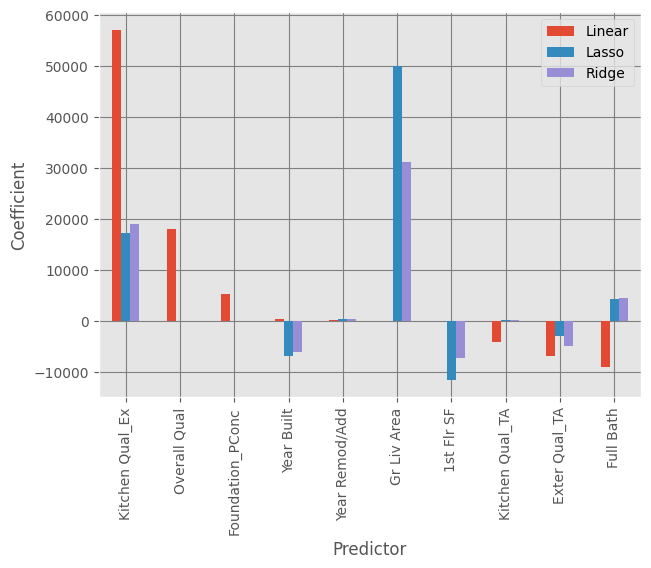 60000
50000
40000
30000
20000
10000
0
−10000
Coefficient
Linear
Lasso
Ridge
Kitchen Qual_Ex
Overall Qual
Foundation_PConc
Year Built
Year Remod/Add
Gr Liv Area
1st Flr SF
Kitchen Qual_TA
Exter Qual_TA
Full Bath
Predictor